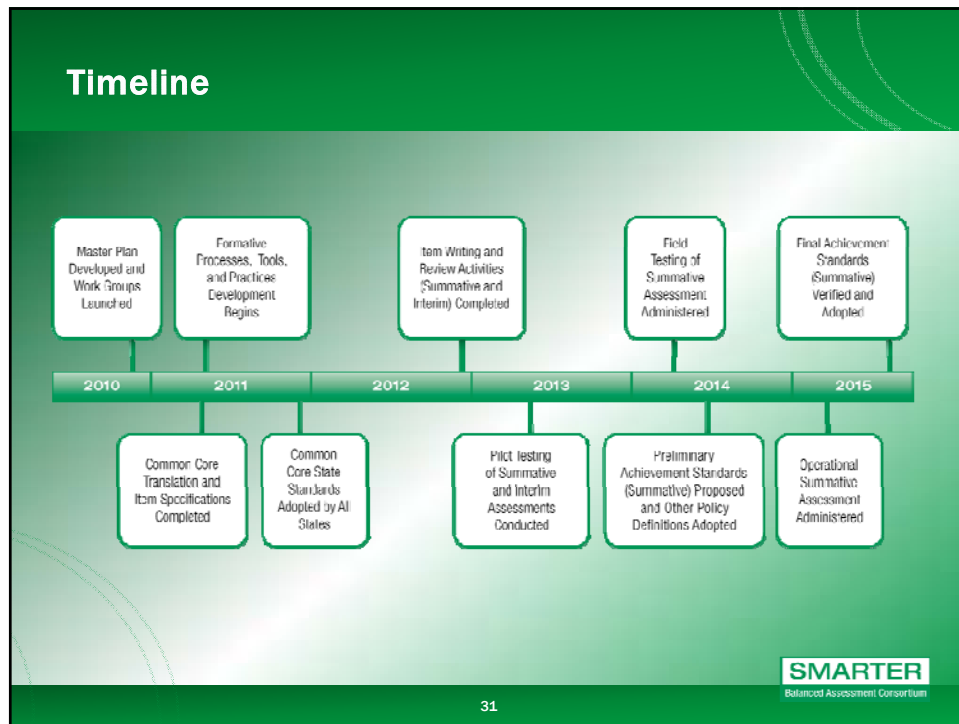 Timeline
Master Plan
Developed and
Work Groups
Launched
Formative
Processes, Tools,
and Practices
Development
Begins
Item Writing and
Review Activities
(Summative and
Interim) Completed
Field
Testing of
Summative
Assessment
Administered
Final Achievement
Standards
(Summative)
Verified and
Adopted
2010
2011
2012
2013
2014
2015
Common Core
Translation and
Item Specifications
Completed
Common
Core State
Standards
Adopted by All
States
Pilot Testing
of Summative
and Interim
Assessments
Conducted
Preliminary
Achievement Standards
(Summative) Proposed
and Other Policy
Definitions Adopted
Operational
Summative
Assessment
Administered
SMARTER
Balanced Assessment Consortium
31